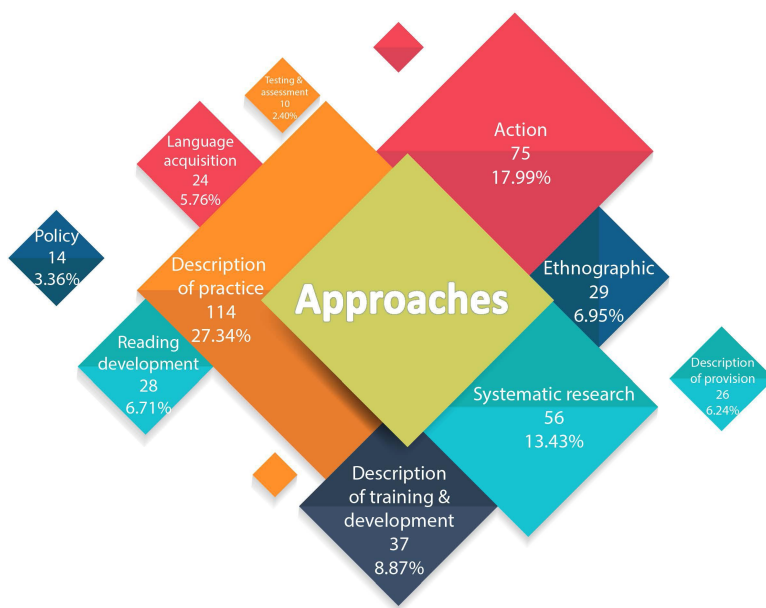 Testing &
assessment
10
2.40%
Action
75
17.99%
Language
acquisition
24
5.76%
Policy
14
3.36%
Description
of practice
114
27.34%
Approaches
Ethnographic
29
6.95%
Reading
development
28
6.71%
Systematic research
56
13.43%
Description
of provision
26
6.24%
Description
of training &
development
37
8.87%